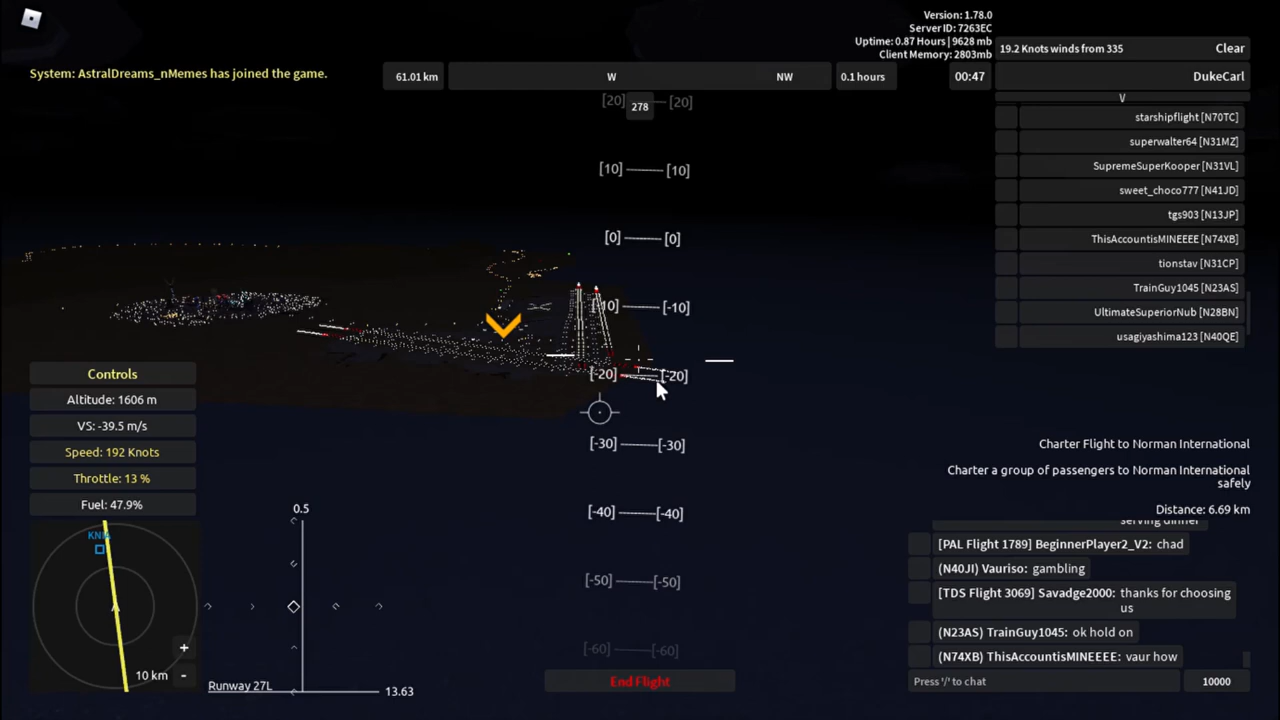 Version: 1.78.0
Server ID: 7263EC
Uptime: 0.87 Hours | 9628 mb
Client Memory: 2803mb
19.2 Knots winds from 335 Clear
System: AstralDreams_nMemes has joined the game.
61.01 km
W NW
0.1 hours
00:47
DukeCarl
V
278
[20] [20]
[10] [10]
[0] [0]
[-10] [-10]
[-20] [-20]
[-30] [-30]
[-40] [-40]
[-50] [-50]
[-60] [-60]
starshipflight [N70TC]
superwalter64 [N31MZ]
SupremeSuperKooper [N31VL]
sweet_choco777 [N41JD]
tgs903 [N13JP]
ThisAccountisMINEEEE [N74XB]
tionstav [N31CP]
TrainGuy1045 [N23AS]
UltimateSuperiorNub [N28BN]
usagiyashima123 [N40QE]
Controls
Altitude: 1606 m
VS: -39.5 m/s
Speed: 192 Knots
Throttle: 13 %
Fuel: 47.9%
KNIA
+
10 km -
0.5
Runway 27L
13.63
End Flight
Charter Flight to Norman International
Charter a group of passengers to Norman International
safely
Distance: 6.69 km
serving dinner
[PAL Flight 1789] BeginnerPlayer2_V2: chad
(N40JI) Vauriso: gambling
[TDS Flight 3069] Savadge2000: thanks for choosing
us
(N23AS) TrainGuy1045: ok hold on
(N74XB) ThisAccountisMINEEEE: vaur how
Press '/' to chat
10000